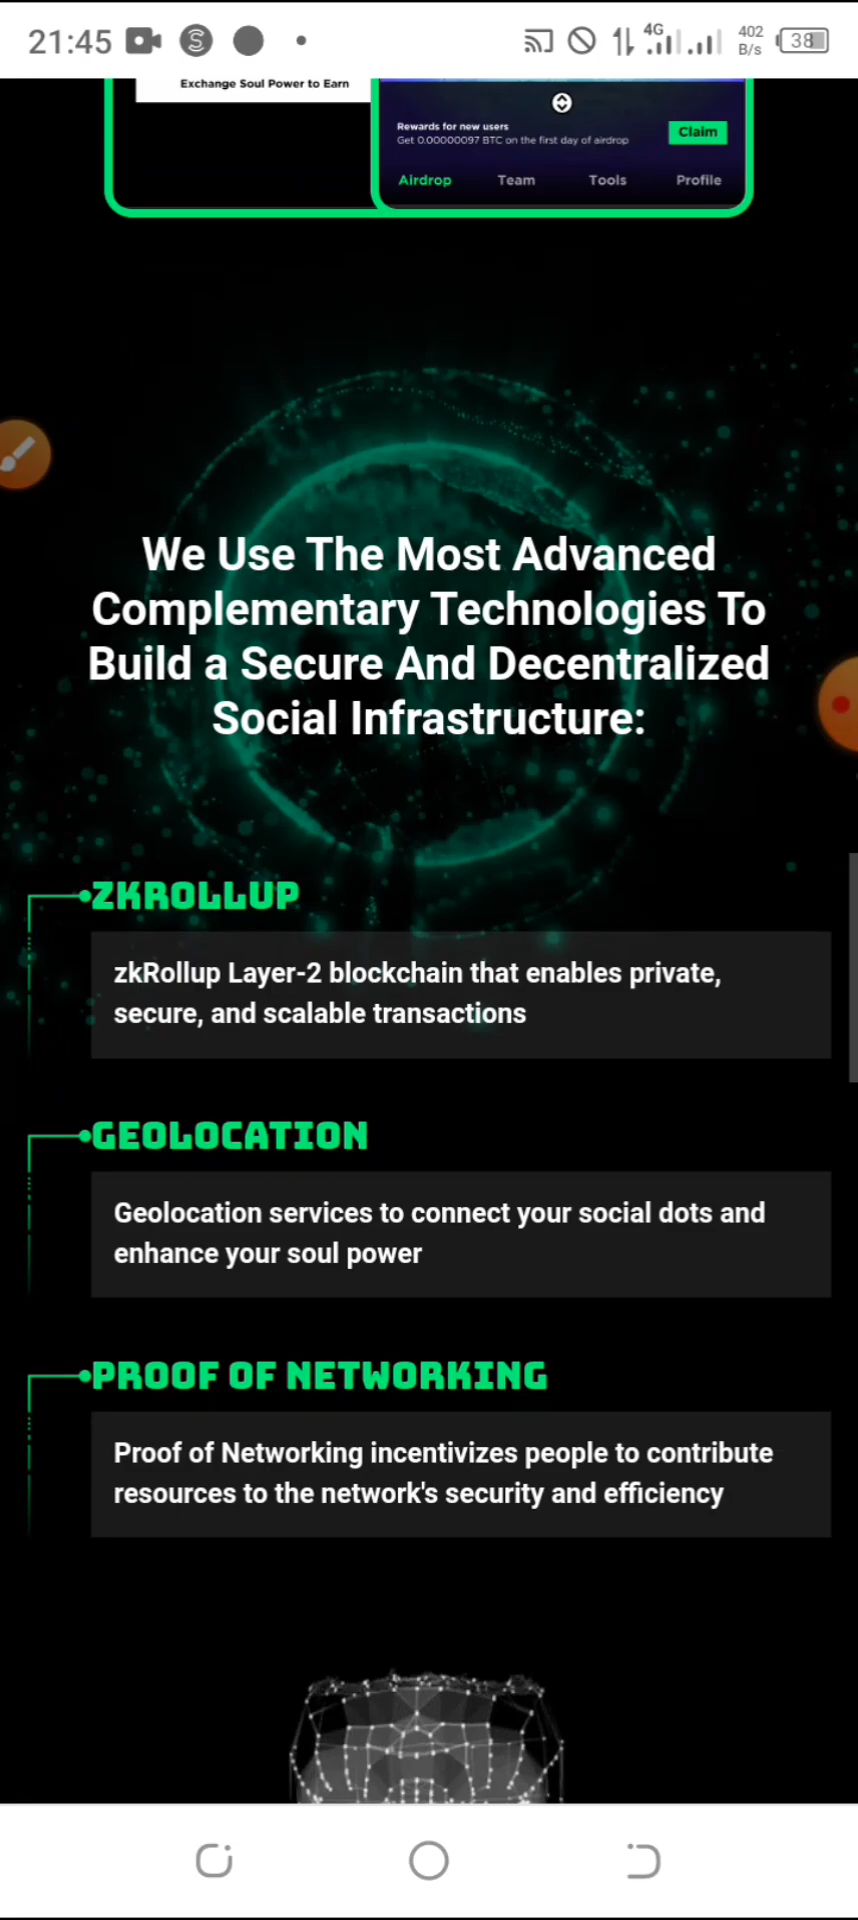 21:45
4G
402
B/s
38
Exchange Soul Power to Earn
Rewards for new users
Get 0.00000097 BTC on the first day of airdrop
Claim
Airdrop Team Tools Profile
We Use The Most Advanced
Complementary Technologies To
Build a Secure And Decentralized
Social Infrastructure:
ZKROLLUP
zkRollup Layer-2 blockchain that enables private,
secure, and scalable transactions
GEOLOCATION
Geolocation services to connect your social dots and
enhance your soul power
PROOF OF NETWORKING
Proof of Networking incentivizes people to contribute
resources to the network's security and efficiency